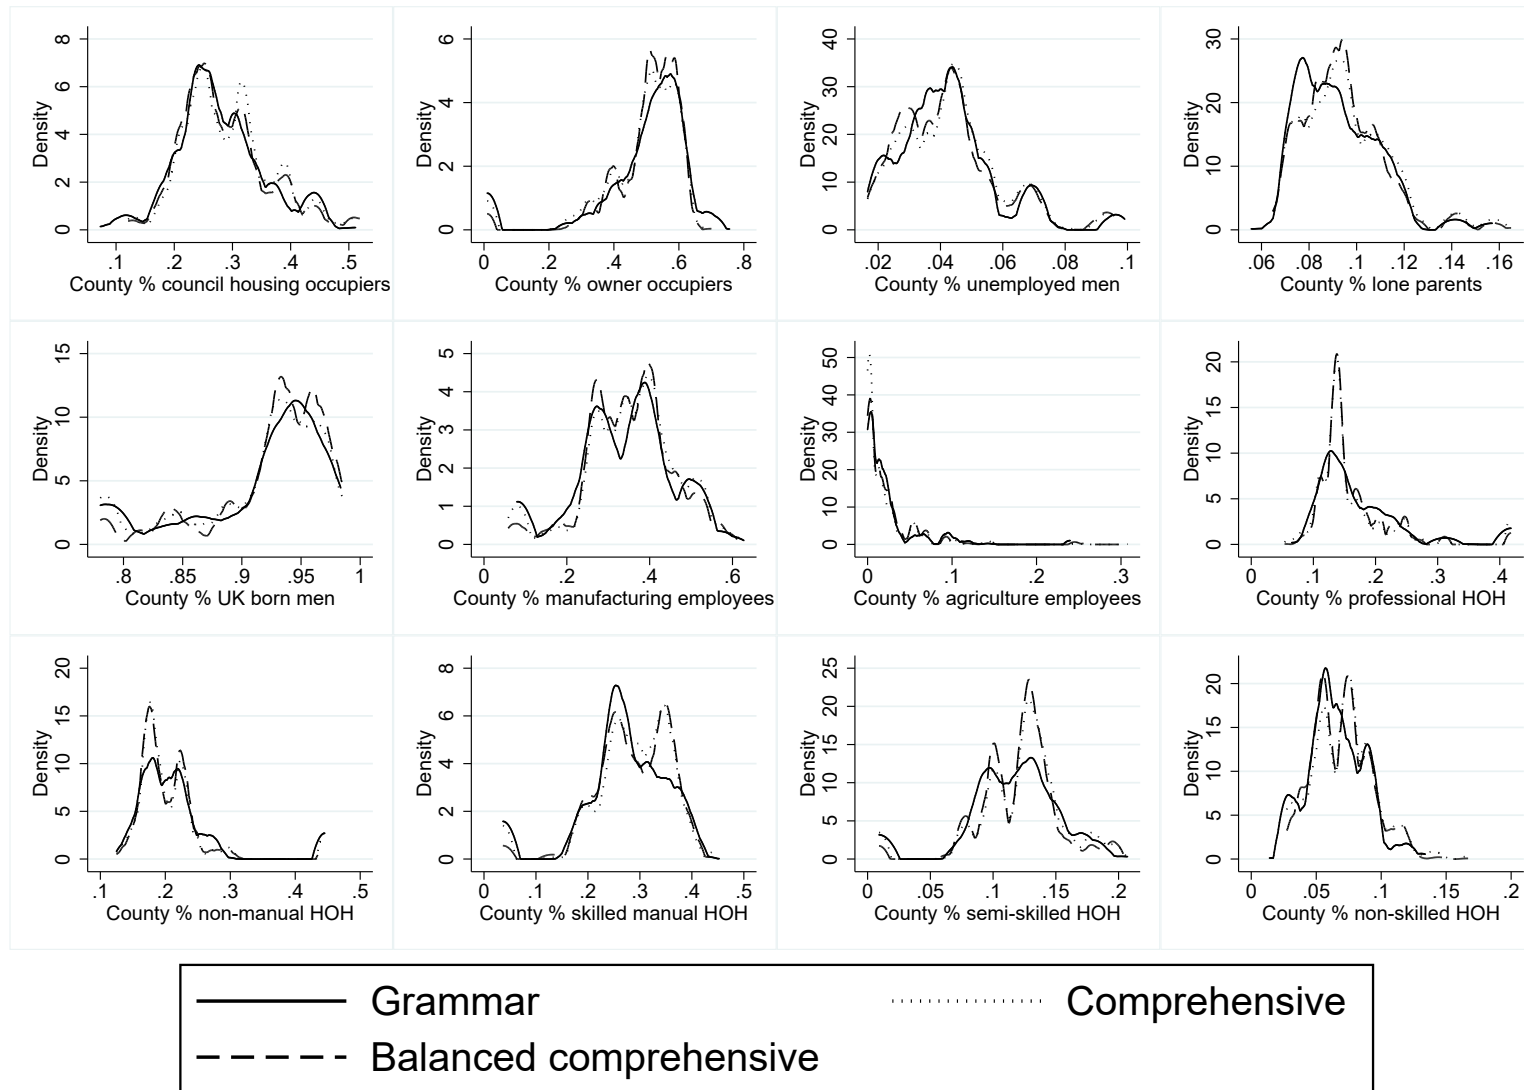 0 2 4 6 8
Density
.1 .2 .3 .4 .5
County % council housing occupiers
0 2 4 6
Density
0 .2 .4 .6 .8
County % owner occupiers
0 10 20 30 40
Density
.02 .04 .06 .08 .1
County % unemployed men
0 10 20 30
Density
.06 .08 .1 .12 .14 .16
County % lone parents
0 5 10 15
Density
.8 .85 .9 .95 1
County % UK born men
0 1 2 3 4 5
Density
0 .2 .4 .6
County % manufacturing employees
0 10 20 30 40 50
Density
0 .1 .2 .3
County % agriculture employees
0 5 10 15 20
Density
0 .1 .2 .3 .4
County % professional HOH
0 5 10 15 20
Density
.1 .2 .3 .4 .5
County % non-manual HOH
0 2 4 6 8
Density
0 .1 .2 .3 .4 .5
County % skilled manual HOH
0 5 10 15 20 25
Density
0 .05 .1 .15 .2
County % semi-skilled HOH
0 5 10 15 20
Density
0 .05 .1 .15 .2
County % non-skilled HOH
Grammar
Comprehensive
Balanced comprehensive